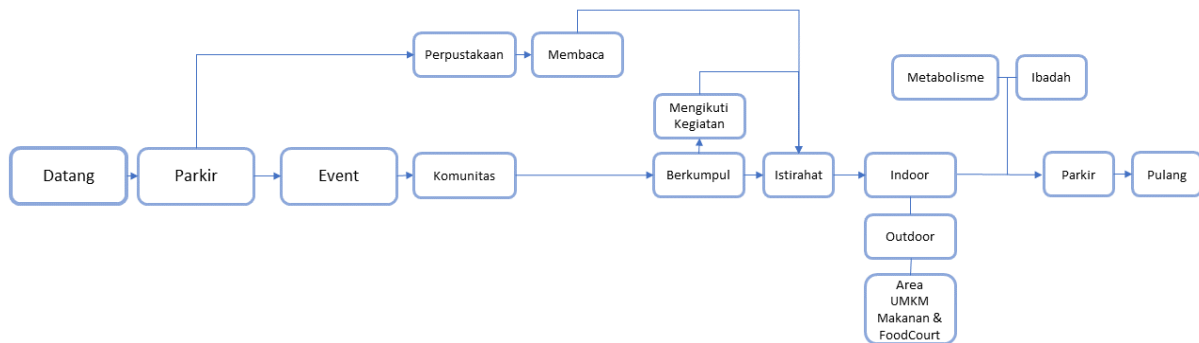 Perpustakaan
Membaca
Metabolisme
Ibadah
Mengikuti
Kegiatan
Datang
Parkir
Event
Komunitas
Berkumpul
Istirahat
Indoor
Parkir
Pulang
Outdoor
Area
UMKM
Makanan &
FoodCourt